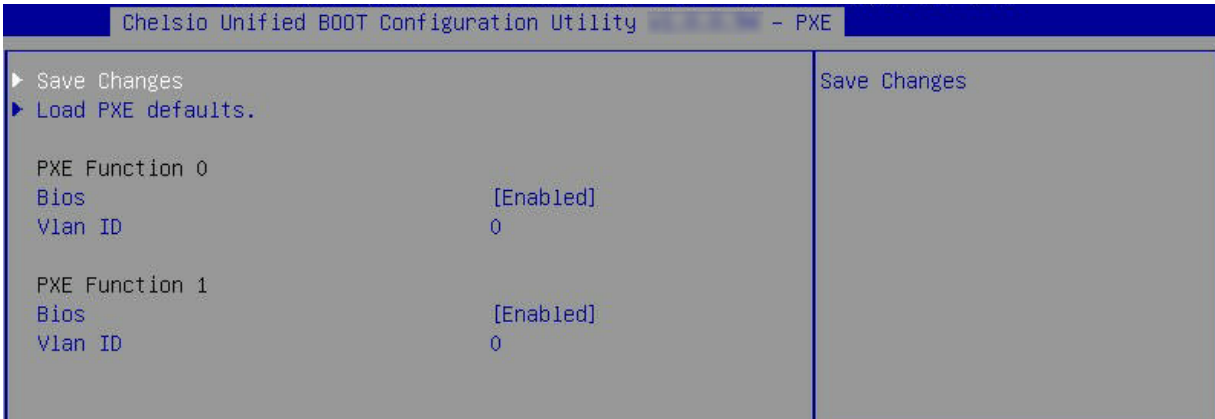 Chelsio Unified BOOT Configuration Utility - PXE
Save Changes
Load PXE defaults.
PXE Function 0
Bios [Enabled]
Vlan ID 0
PXE Function 1
Bios [Enabled]
Vlan ID 0
Save Changes